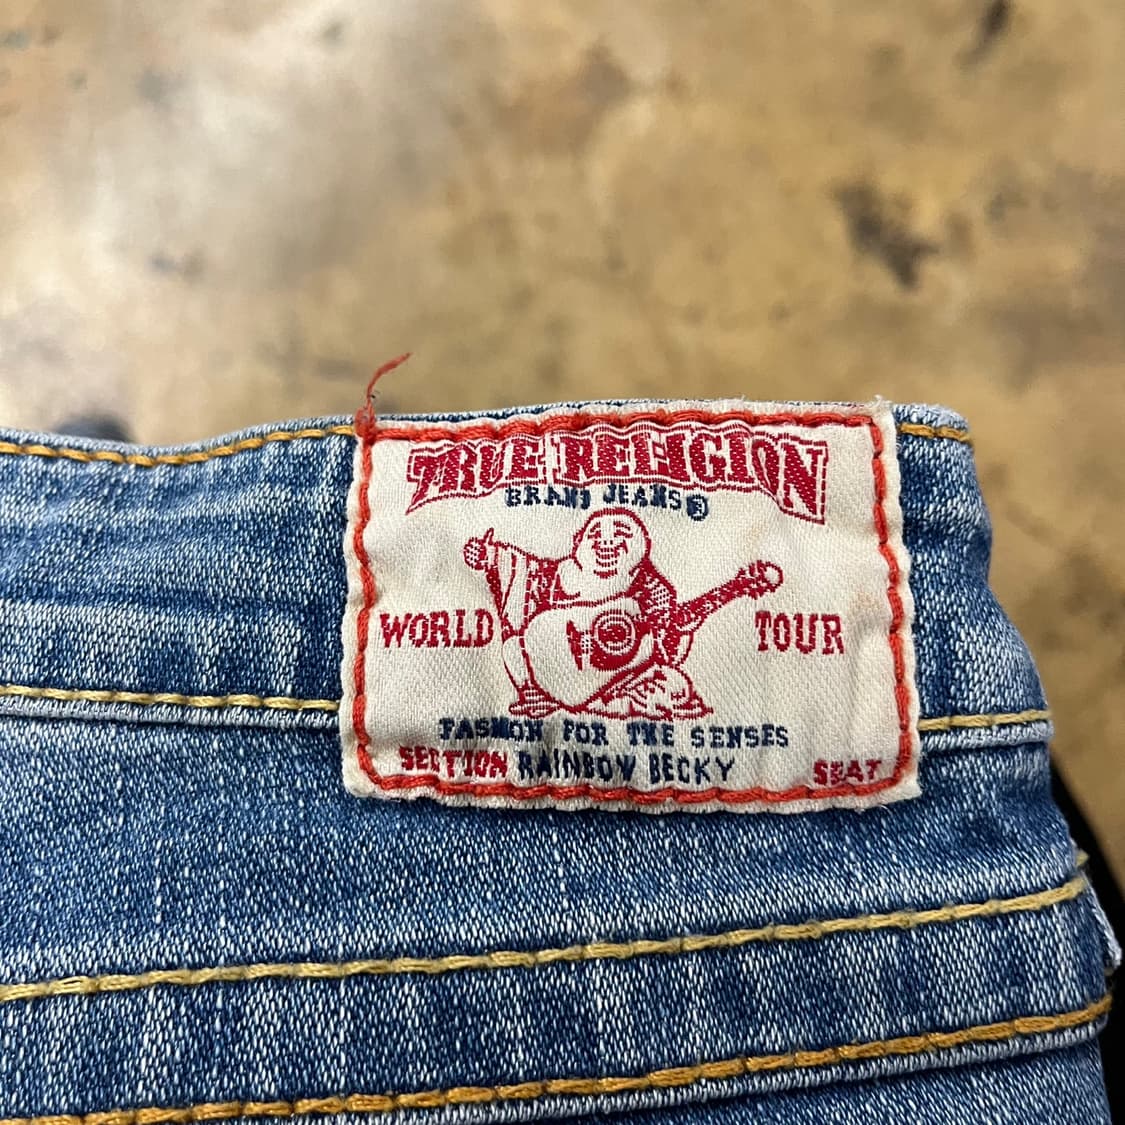 TRUE RELIGION
BRAND JEANS®
WORLD TOUR
FASHION FOR THE SENSES
SECTION RAINBOW BECKY SEAT